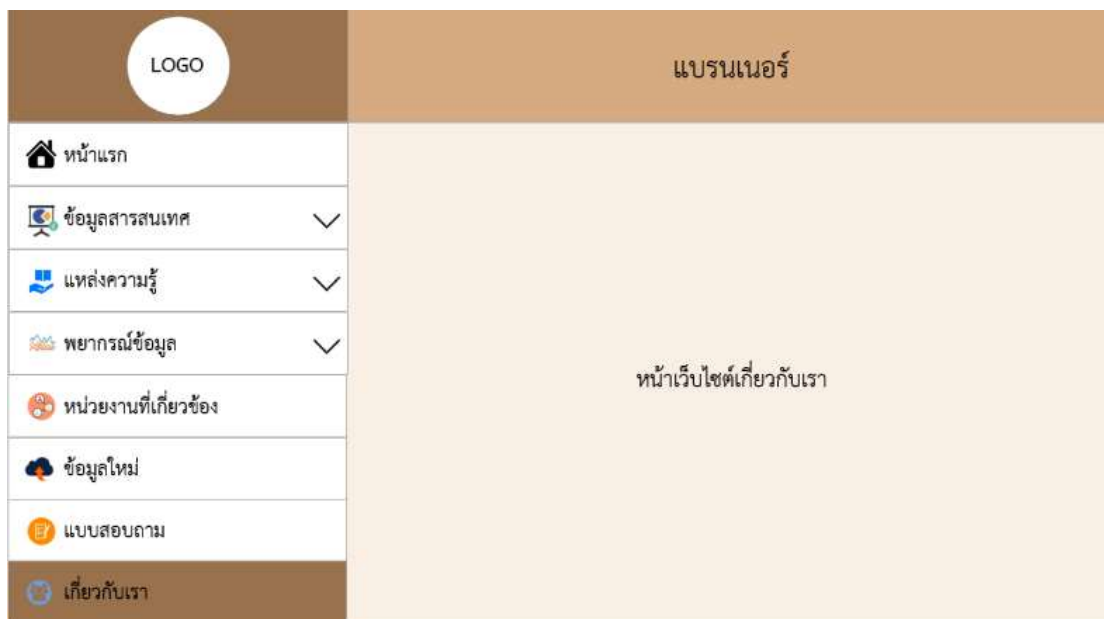 LOGO
แบรนเนอร์
หน้าแรก
ข้อมูลสารสนเทศ
แหล่งความรู้
พยากรณ์ข้อมูล
หน่วยงานที่เกี่ยวข้อง
ข้อมูลใหม่
แบบสอบถาม
เกี่ยวกับเรา
หน้าเว็บไซต์เกี่ยวกับเรา